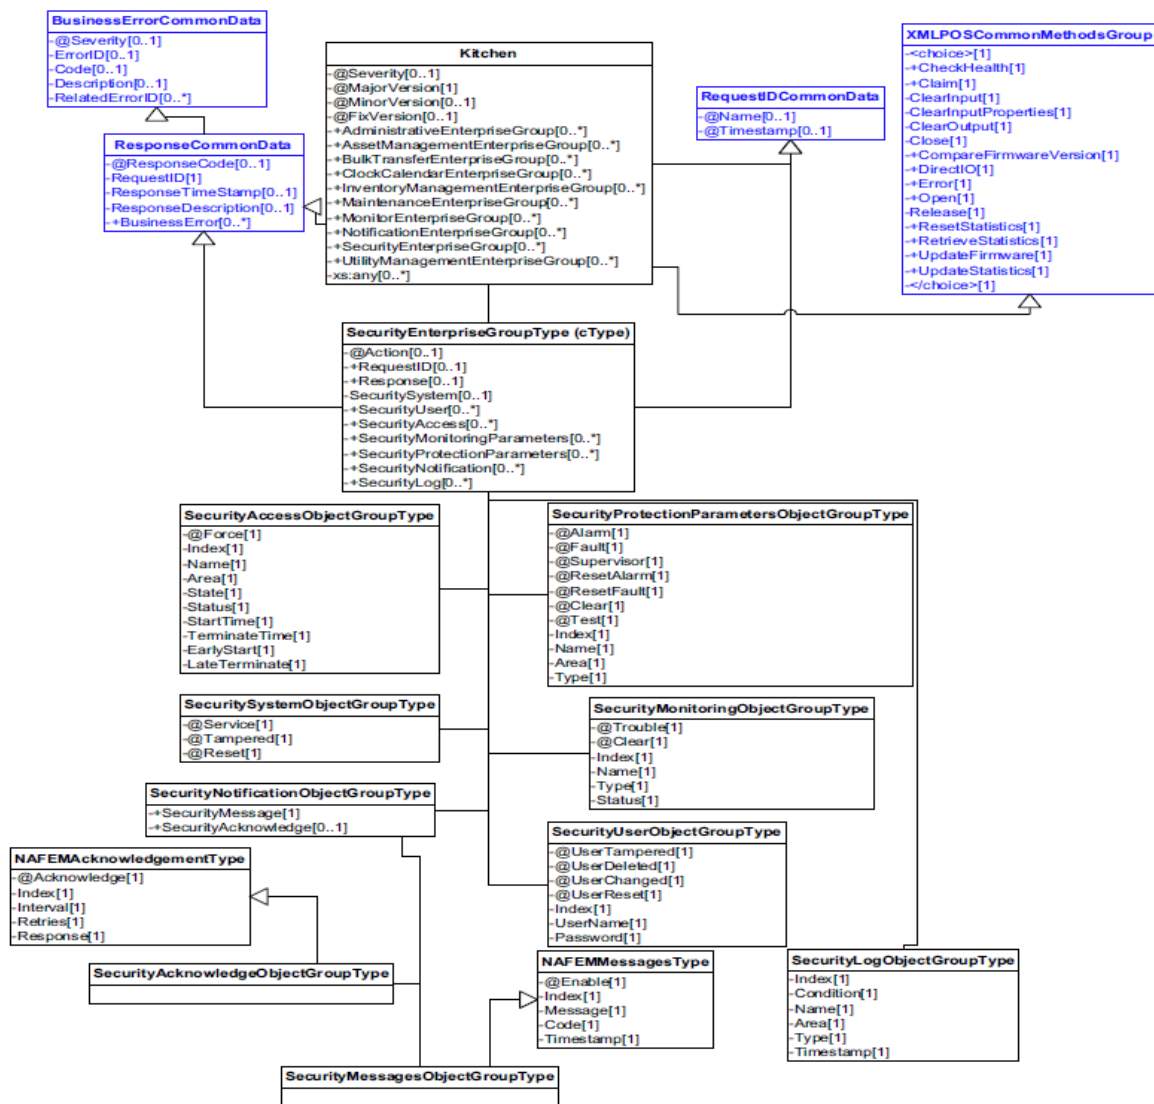 BusinessErrorCommonData
-@Severity[0..1]
-ErrorID[0..1]
-Code[0..1]
-Description[0..1]
-RelatedErrorID[0..*]
ResponseCommonData
-@ResponseCode[0..1]
-RequestID[1]
-ResponseTimeStamp[0..1]
-ResponseDescription[0..1]
-+BusinessError[0..*]
Kitchen
-@Severity[0..1]
-@MajorVersion[1]
-@MinorVersion[0..1]
-@FixVersion[0..1]
-+AdministrativeEnterpriseGroup[0..*]
-+AssetManagementEnterpriseGroup[0..*]
-+BulkTransferEnterpriseGroup[0..*]
-+ClockCalendarEnterpriseGroup[0..*]
-+InventoryManagementEnterpriseGroup[0..*]
-+MaintenanceEnterpriseGroup[0..*]
-+MonitorEnterpriseGroup[0..*]
-+NotificationEnterpriseGroup[0..*]
-+SecurityEnterpriseGroup[0..*]
-+UtilityManagementEnterpriseGroup[0..*]
-xs:any[0..*]
RequestIDCommonData
-@Name[0..1]
-@Timestamp[0..1]
XMLPOSCommonMethodsGroup
-<choice>[1]
-+CheckHealth[1]
-+Claim[1]
-ClearInput[1]
-ClearInputProperties[1]
-ClearOutput[1]
-Close[1]
-+CompareFirmwareVersion[1]
-+DirectIO[1]
-+Error[1]
-+Open[1]
-Release[1]
-+ResetStatistics[1]
-+RetrieveStatistics[1]
-+UpdateFirmware[1]
-+UpdateStatistics[1]
-</choice>[1]
SecurityEnterpriseGroupType (cType)
-@Action[0..1]
-+RequestID[0..1]
-+Response[0..1]
-SecuritySystem[0..1]
-+SecurityUser[0..*]
-+SecurityAccess[0..*]
-+SecurityMonitoringParameters[0..*]
-+SecurityProtectionParameters[0..*]
-+SecurityNotification[0..*]
-+SecurityLog[0..*]
SecurityAccessObjectGroupType
-@Force[1]
-Index[1]
-Name[1]
-Area[1]
-State[1]
-Status[1]
-StartTime[1]
-TerminateTime[1]
-EarlyStart[1]
-LateTerminate[1]
SecurityProtectionParametersObjectGroupType
-@Alarm[1]
-@Fault[1]
-@Supervisor[1]
-@ResetAlarm[1]
-@ResetFault[1]
-@Clear[1]
-@Test[1]
-Index[1]
-Name[1]
-Area[1]
-Type[1]
SecuritySystemObjectGroupType
-@Service[1]
-@Tampered[1]
-@Reset[1]
SecurityMonitoringObjectGroupType
-@Trouble[1]
-@Clear[1]
-Index[1]
-Name[1]
-Type[1]
-Status[1]
SecurityNotificationObjectGroupType
-+SecurityMessage[1]
-+SecurityAcknowledge[0..1]
SecurityUserObjectGroupType
-@UserTampered[1]
-@UserDeleted[1]
-@UserChanged[1]
-@UserReset[1]
-Index[1]
-UserName[1]
-Password[1]
NAFEMAcknowledgementType
-@Acknowledge[1]
-Index[1]
-Interval[1]
-Retries[1]
-Response[1]
SecurityAcknowledgeObjectGroupType
NAFEMMessagesType
-@Enable[1]
-Index[1]
-Message[1]
-Code[1]
-Timestamp[1]
SecurityLogObjectGroupType
-Index[1]
-Condition[1]
-Name[1]
-Area[1]
-Type[1]
-Timestamp[1]
SecurityMessagesObjectGroupType